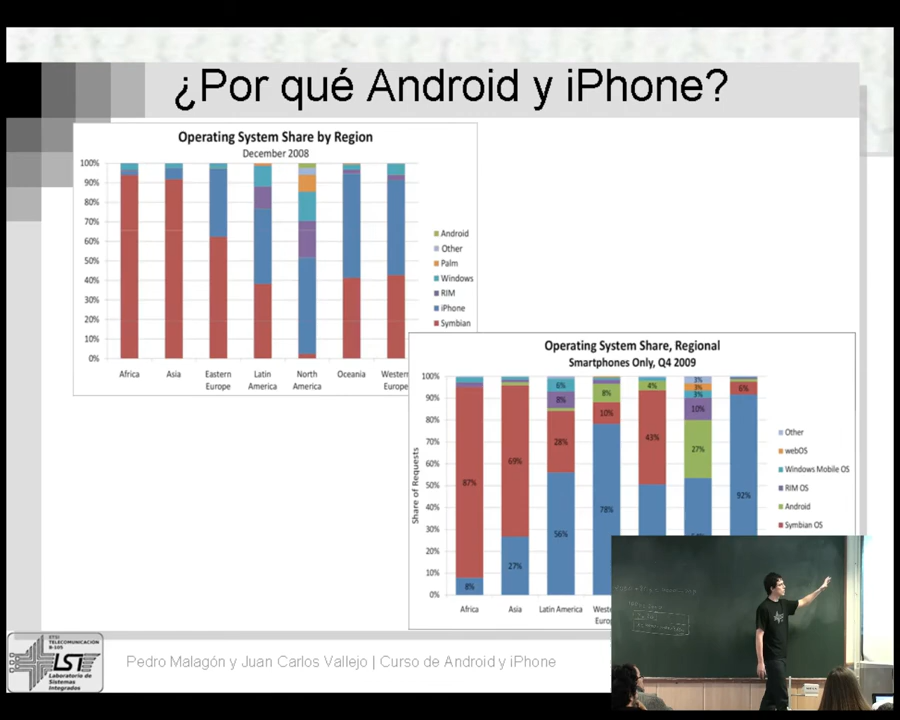 ¿Por qué Android y iPhone?
Operating System Share by Region
December 2008
100%
90%
80%
70%
60%
50%
40%
30%
20%
10%
0%
Africa
Asia
Eastern
Europe
Latin
America
North
America
Oceania
Western
Europe
Android
Other
Palm
Windows
RIM
iPhone
Symbian
Operating System Share, Regional
Smartphones Only, Q4 2009
Share of Requests
100%
90%
80%
70%
60%
50%
40%
30%
20%
10%
0%
87%
8%
69%
27%
6%
8%
28%
56%
8%
10%
78%
4%
43%
3%
3%
3%
10%
27%
6%
92%
Africa
Asia
Latin America
Other
webOS
Windows Mobile OS
RIM OS
Android
Symbian OS
ETSI
TELECOMUNICACIÓN
B-105
LSI
Laboratorio de
Sistemas
Integrados
Pedro Malagón y Juan Carlos Vallejo | Curso de Android y iPhone